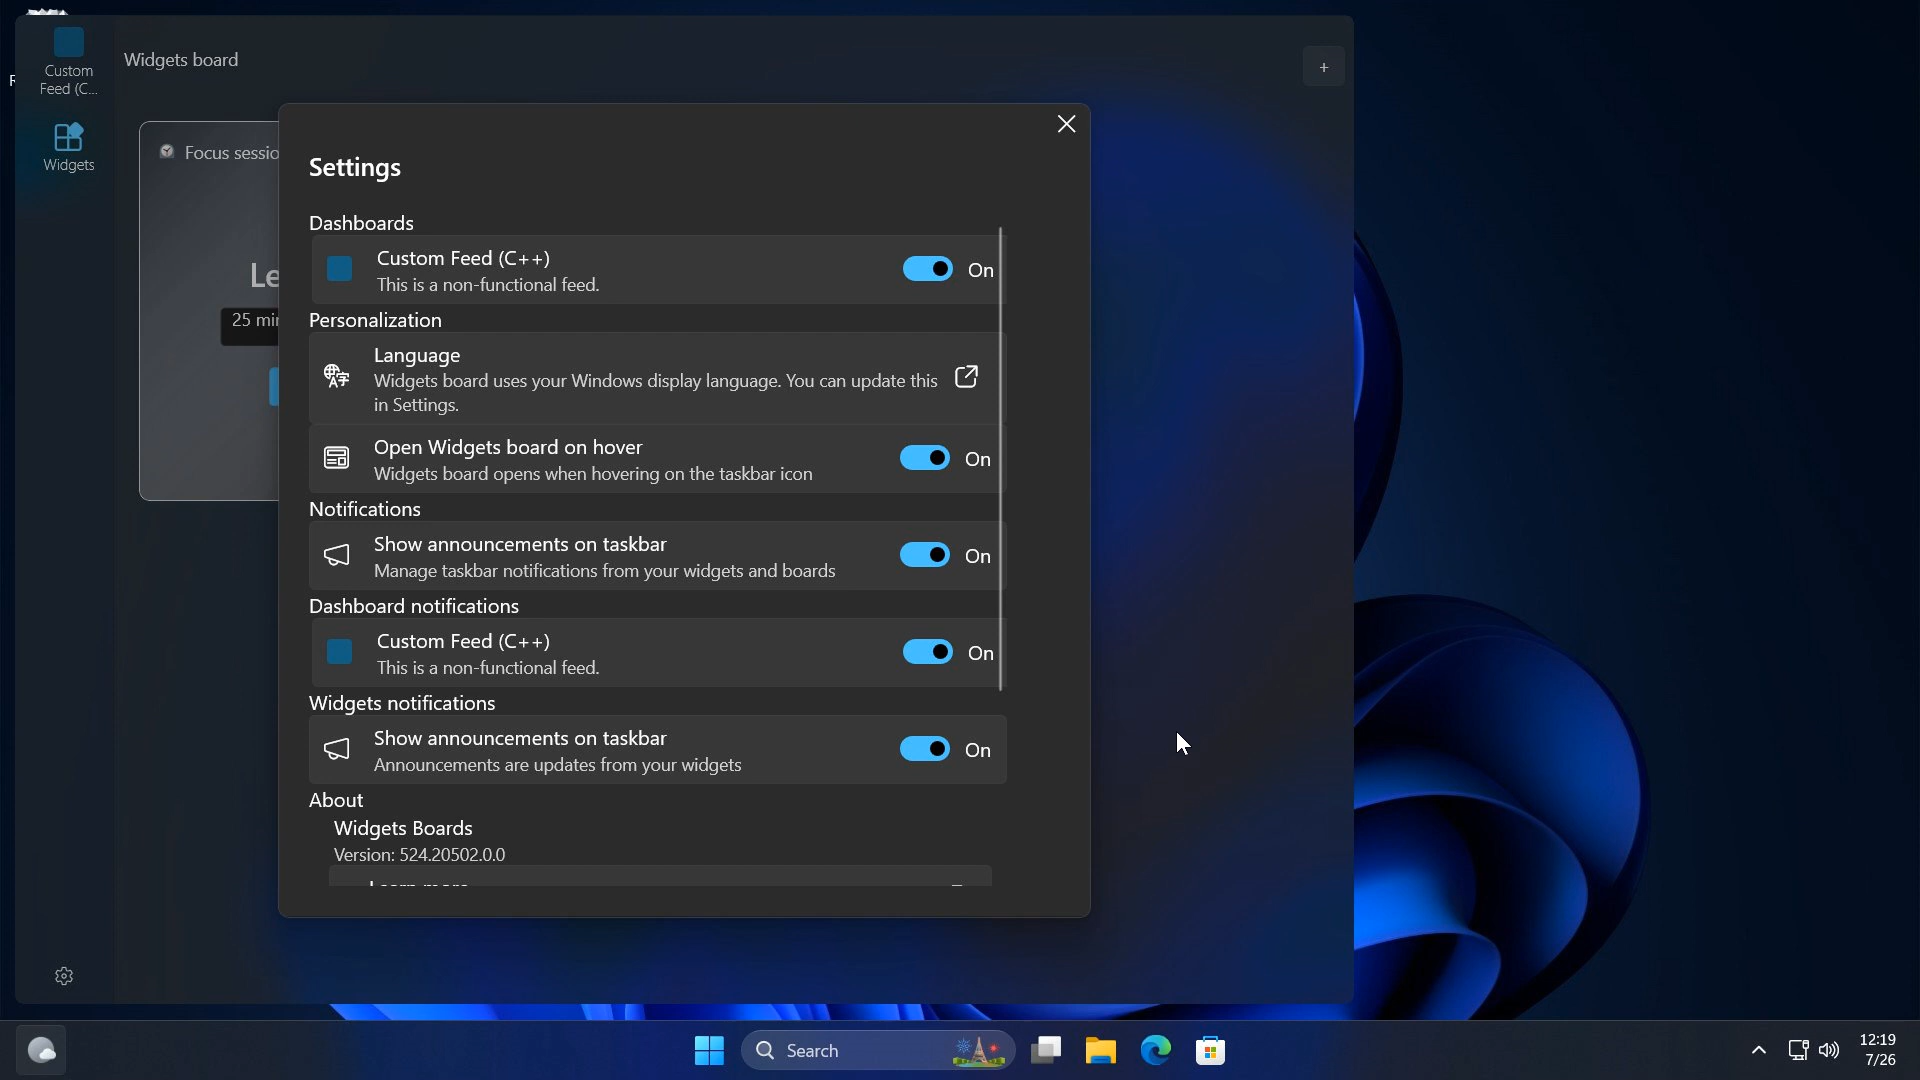 R
Custom
Feed (C...
Widgets
Widgets board
+
Focus sessio
Le
25 min
Settings
Dashboards
Custom Feed (C++)
This is a non-functional feed.
On
Personalization
Language
Widgets board uses your Windows display language. You can update this
in Settings.
Open Widgets board on hover
Widgets board opens when hovering on the taskbar icon
On
Notifications
Show announcements on taskbar
Manage taskbar notifications from your widgets and boards
On
Dashboard notifications
Custom Feed (C++)
This is a non-functional feed.
On
Widgets notifications
Show announcements on taskbar
Announcements are updates from your widgets
On
About
Widgets Boards
Version: 524.20502.0.0
Learn more
Search
12:19
7/26